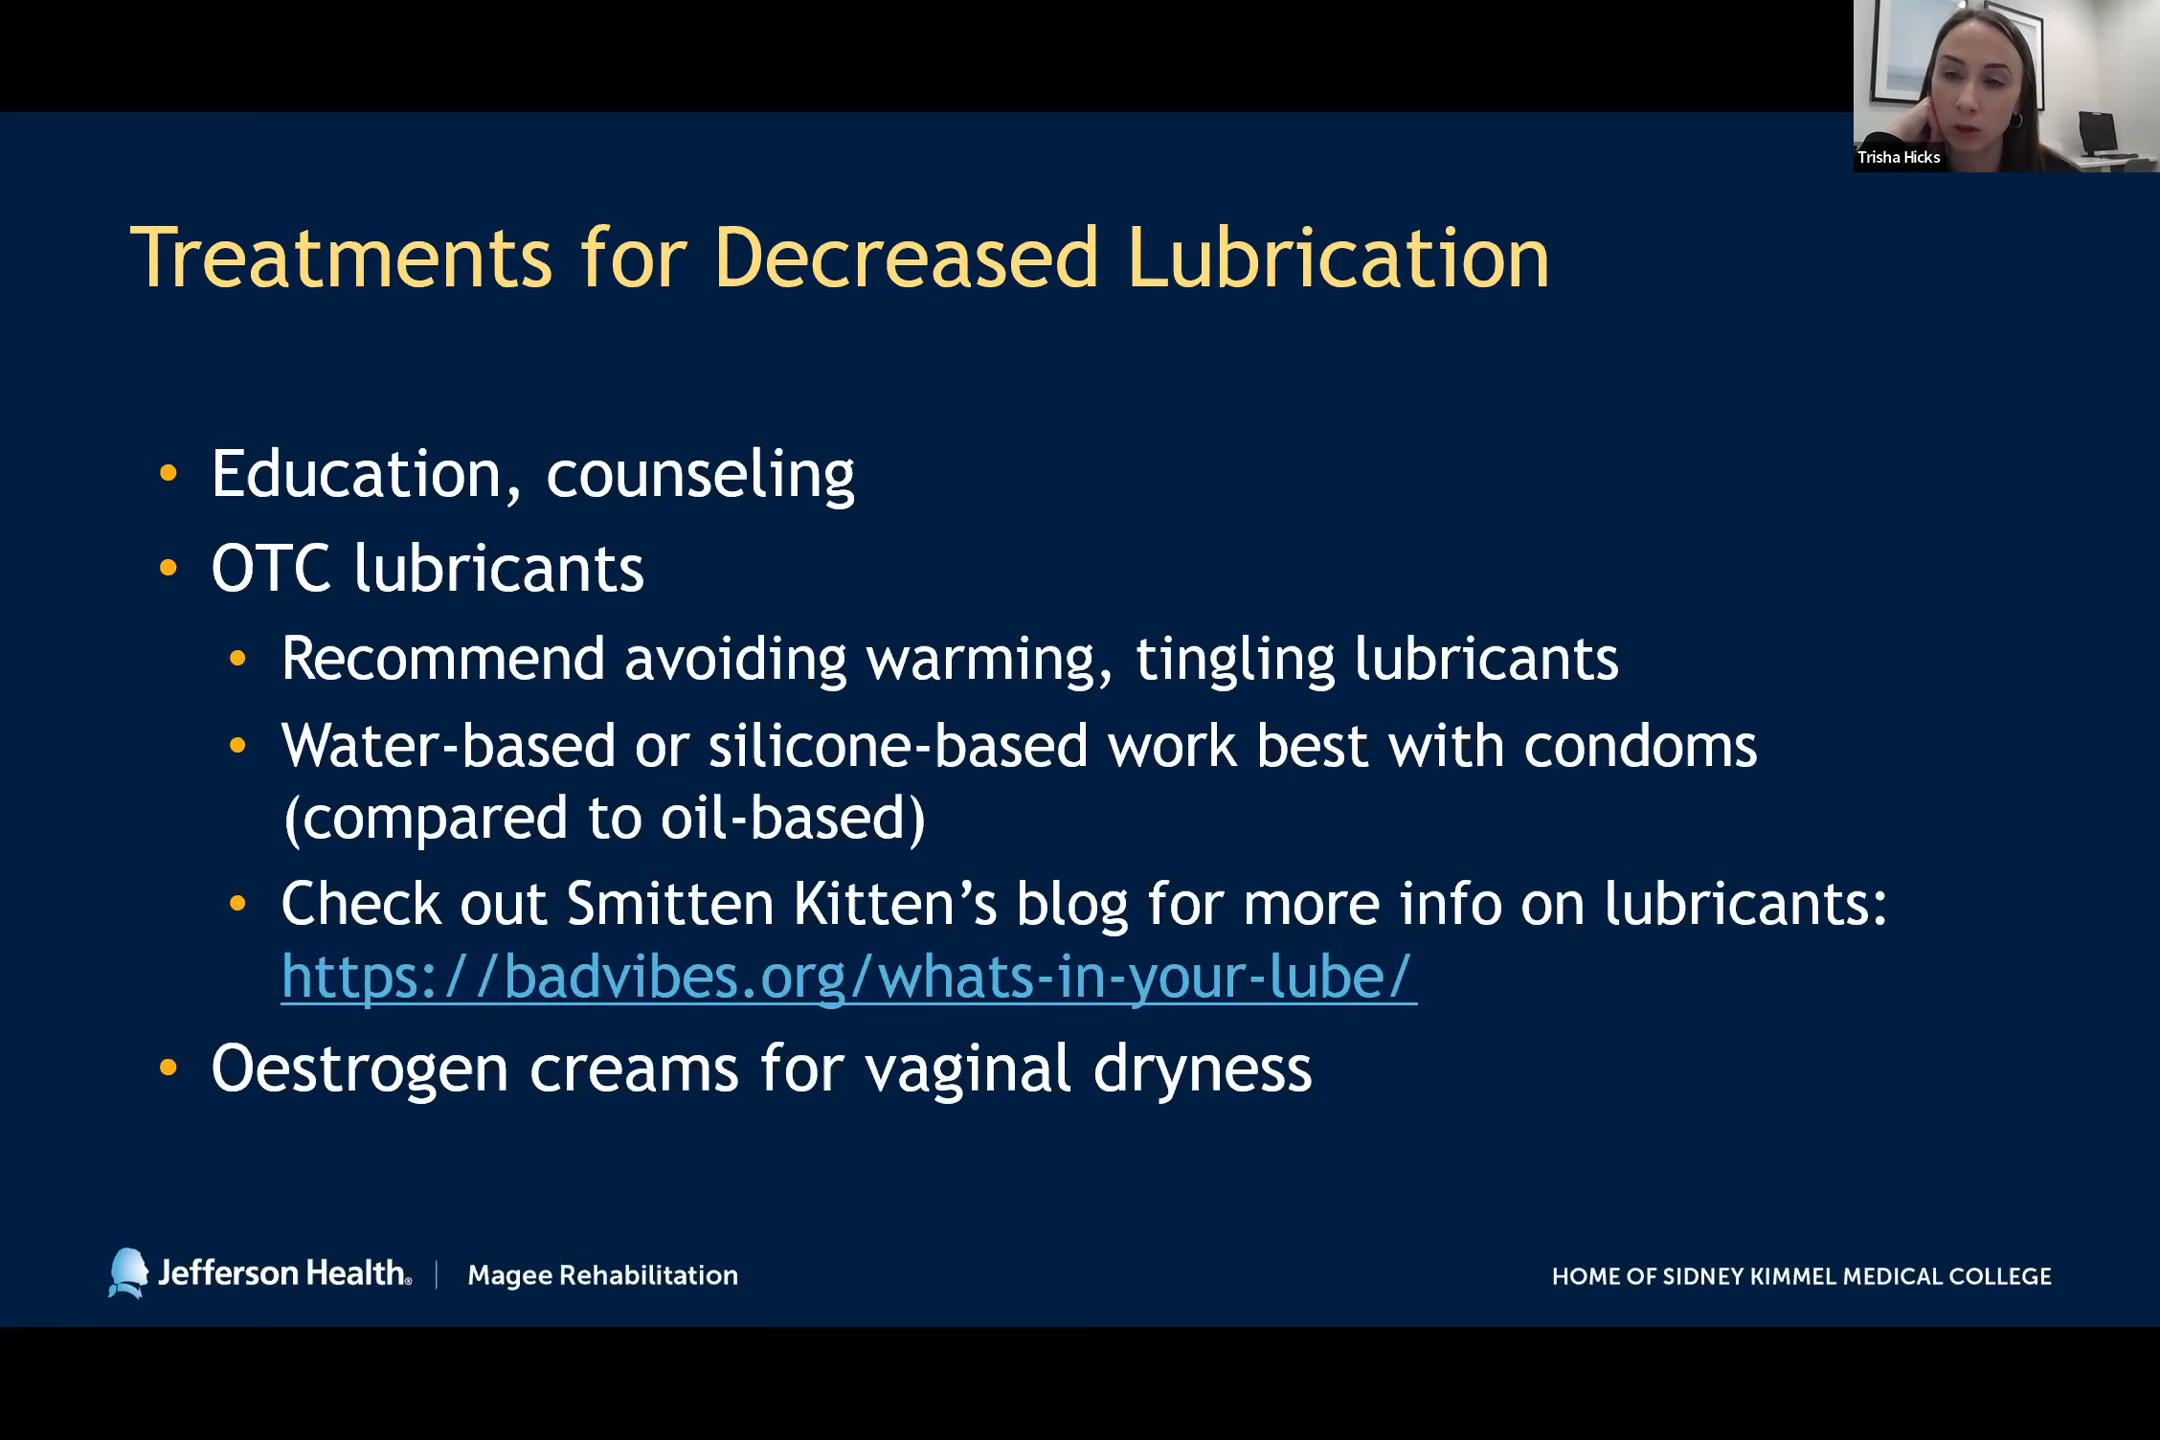 Trisha Hicks
Treatments for Decreased Lubrication
• Education, counseling
• OTC lubricants
• Recommend avoiding warming, tingling lubricants
• Water-based or silicone-based work best with condoms
(compared to oil-based)
• Check out Smitten Kitten’s blog for more info on lubricants:
https://badvibes.org/whats-in-your-lube/
• Oestrogen creams for vaginal dryness
Jefferson Health® | Magee Rehabilitation
HOME OF SIDNEY KIMMEL MEDICAL COLLEGE